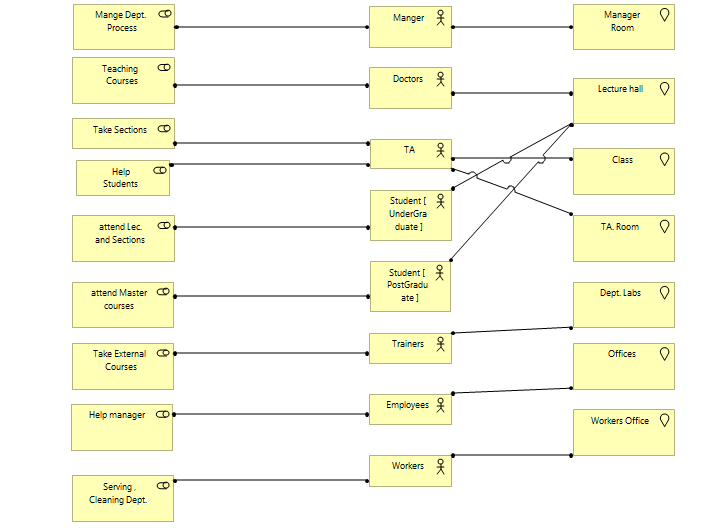 Mange Dept.
Process
Manger
Manager
Room
Teaching
Courses
Doctors
Lecture hall
Take Sections
TA
Class
Help
Students
Student [
UnderGra
duate ]
TA. Room
attend Lec.
and Sections
Student [
PostGradu
ate ]
attend Master
courses
Dept. Labs
Take External
Courses
Trainers
Offices
Help manager
Employees
Workers Office
Serving ,
Cleaning Dept.
Workers